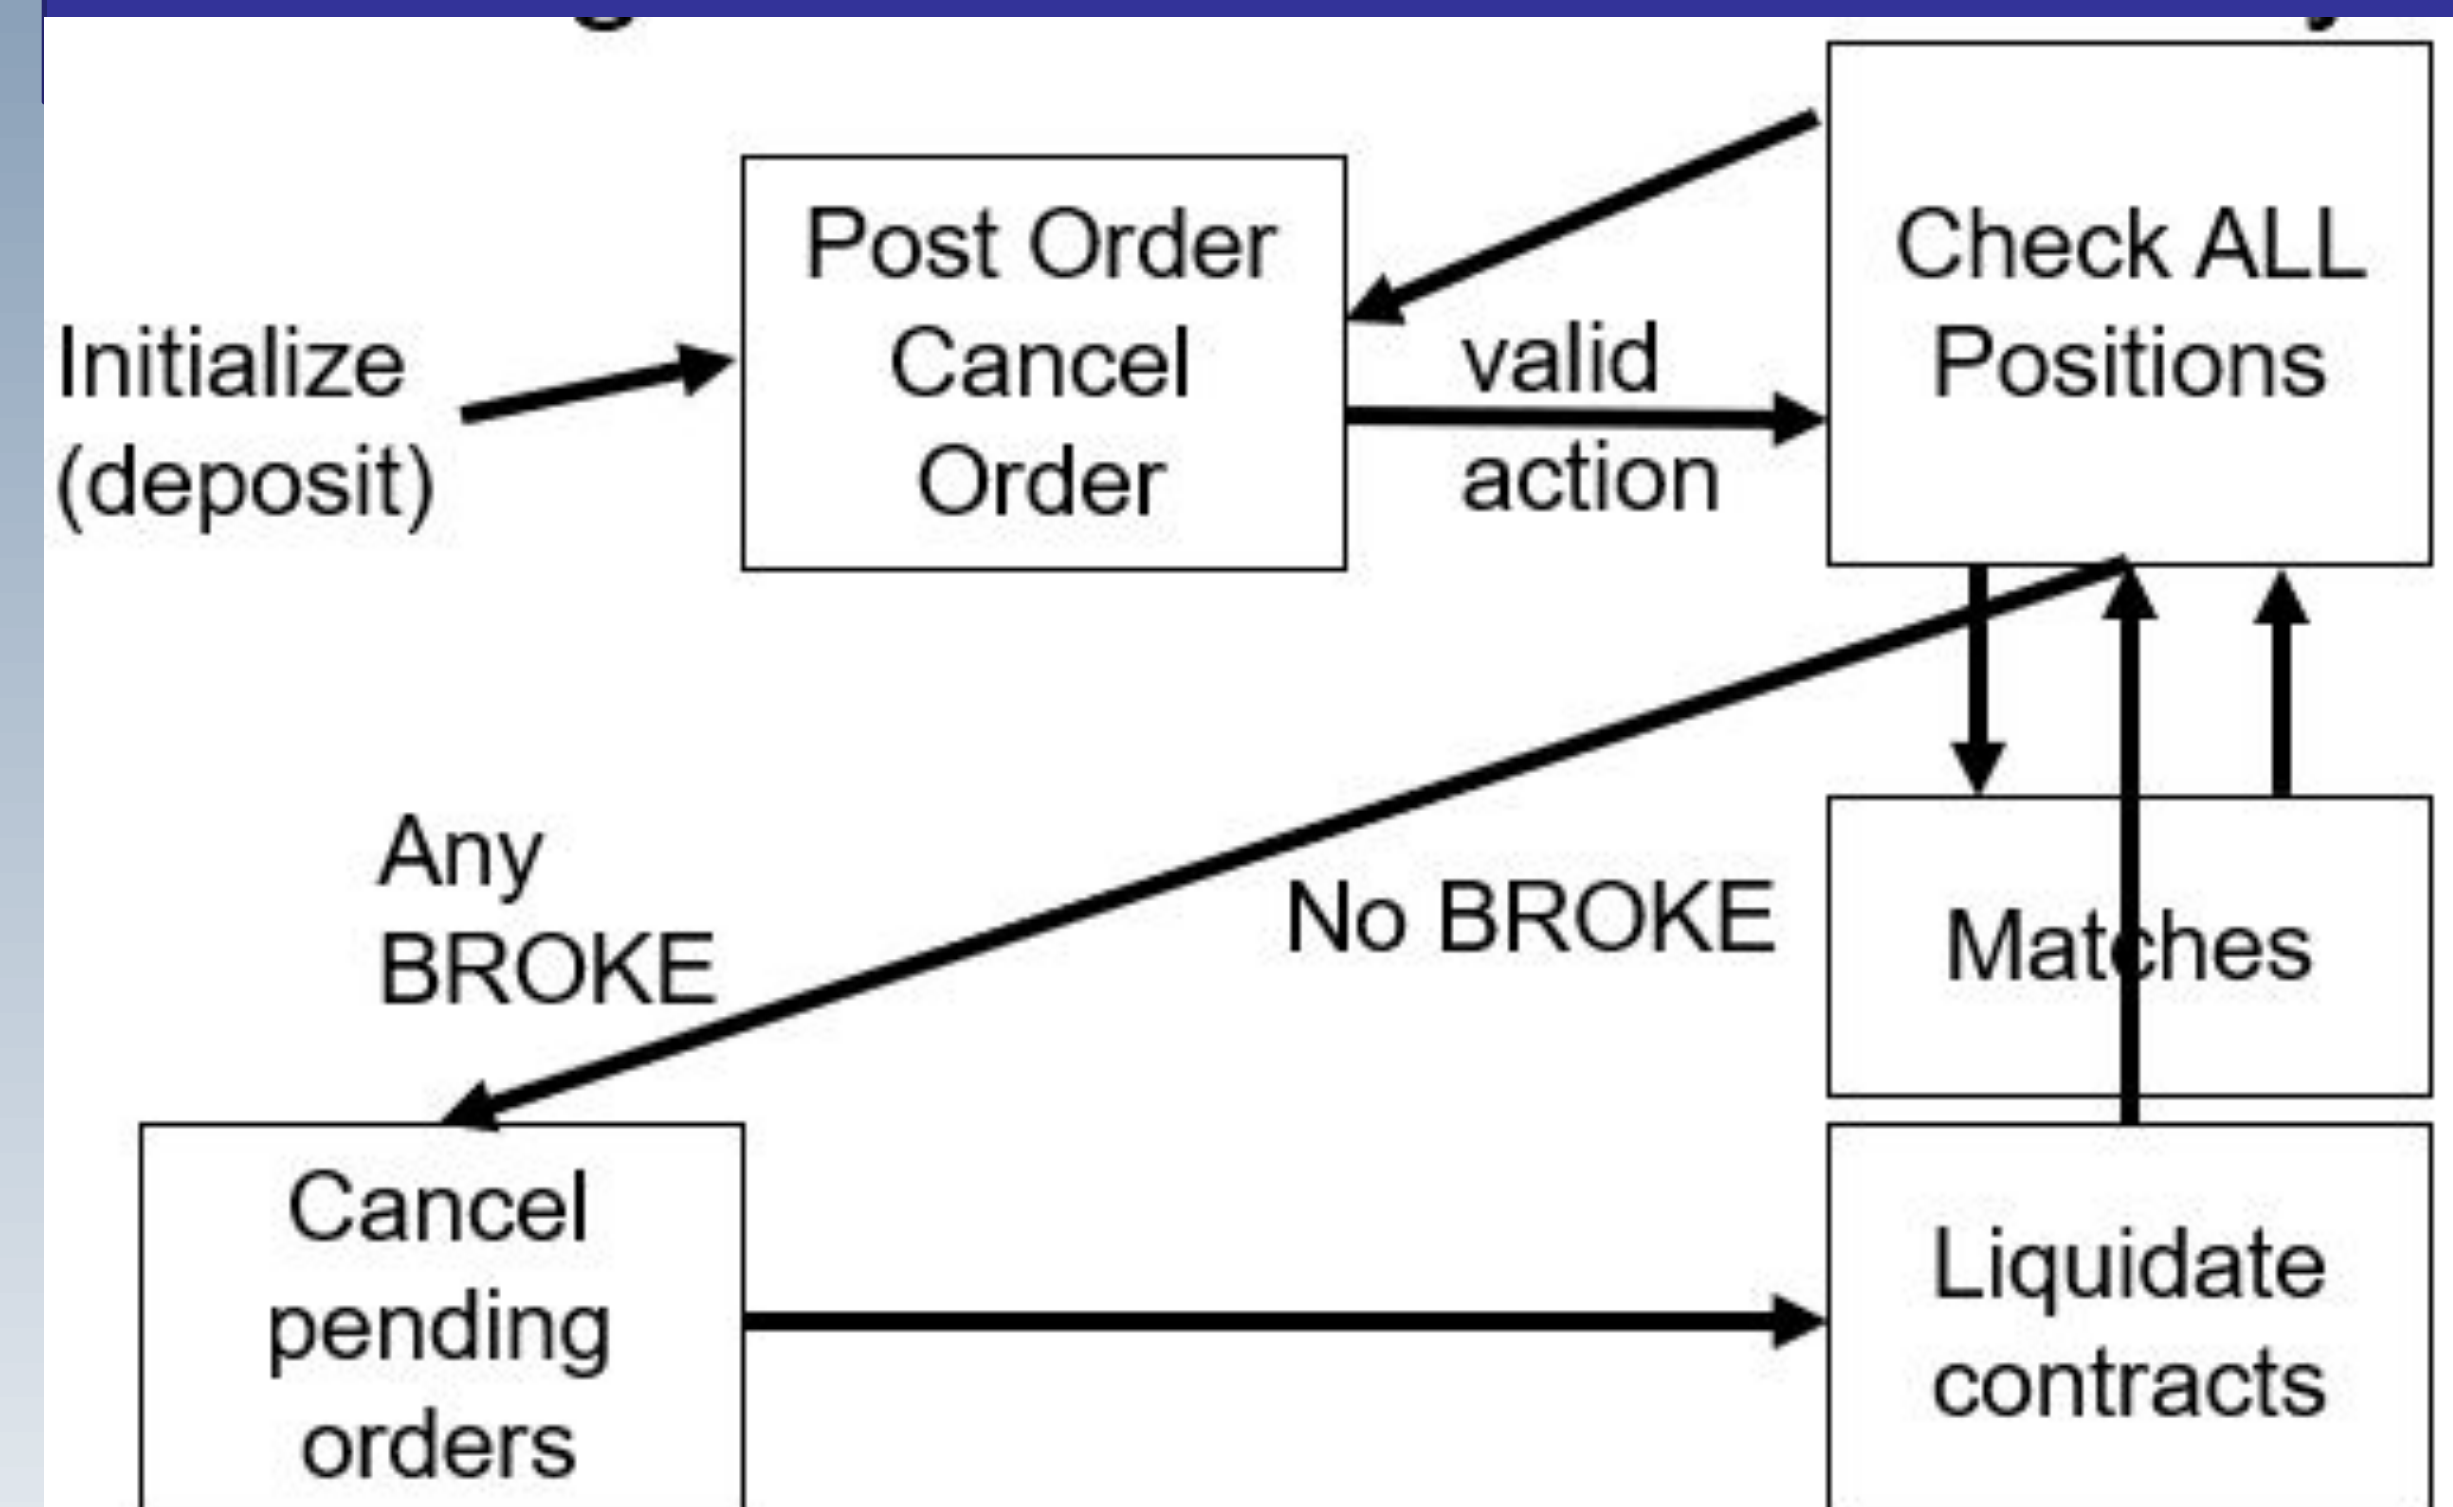 Initialize
(deposit)
Post Order
Cancel
Order
valid
action
Check ALL
Positions
Any
BROKE
No BROKE
Matches
Cancel
pending
orders
Liquidate
contracts